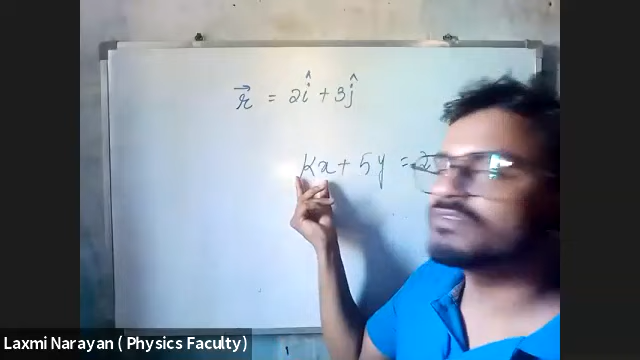 r⃗ = 2î + 3ĵ
kx + 5y = 2
Laxmi Narayan ( Physics Faculty)